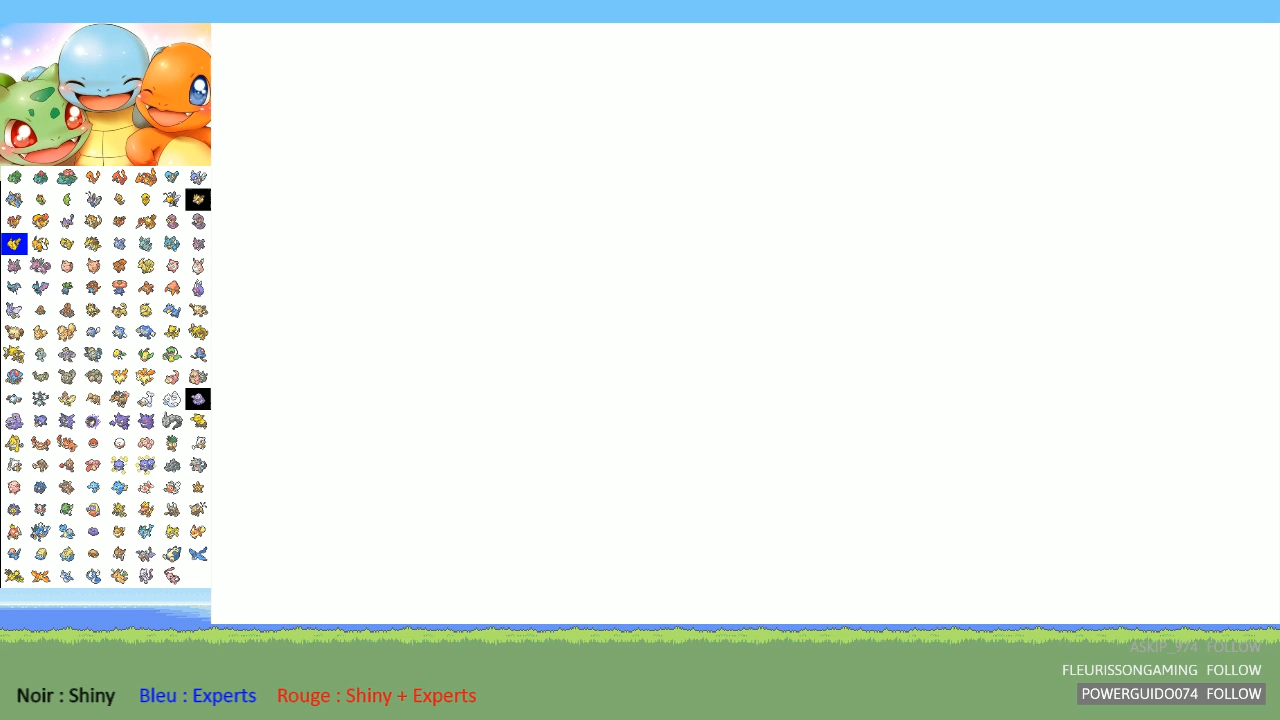 ASKIP_974 FOLLOW
FLEURISSONGAMING FOLLOW
POWERGUIDO074 FOLLOW
Noir : Shiny Bleu : Experts Rouge : Shiny + Experts